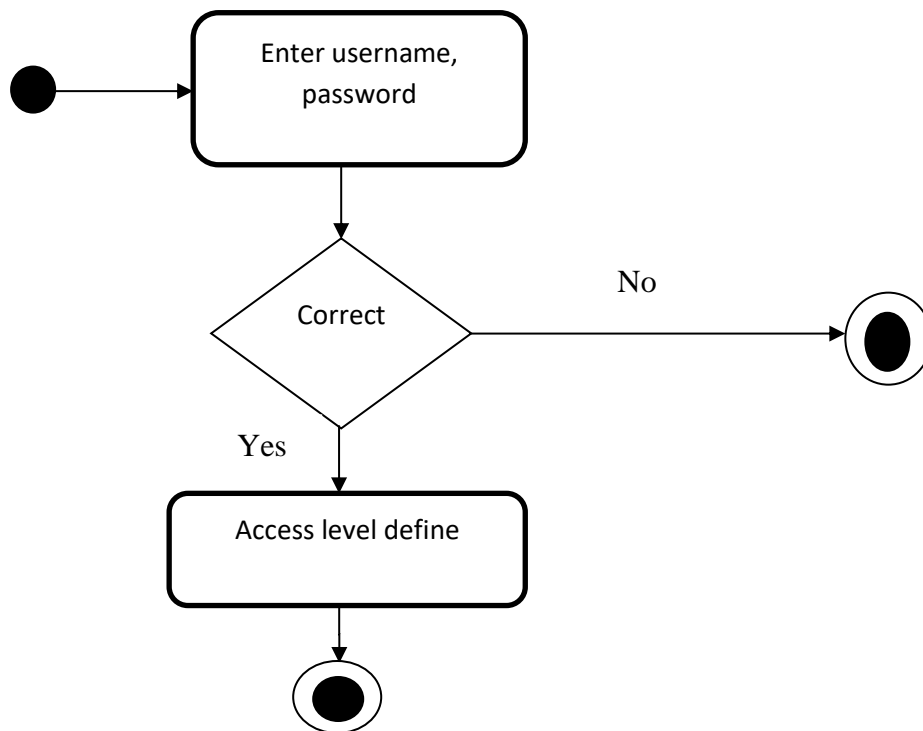 Enter username,
password
Correct
No
Yes
Access level define